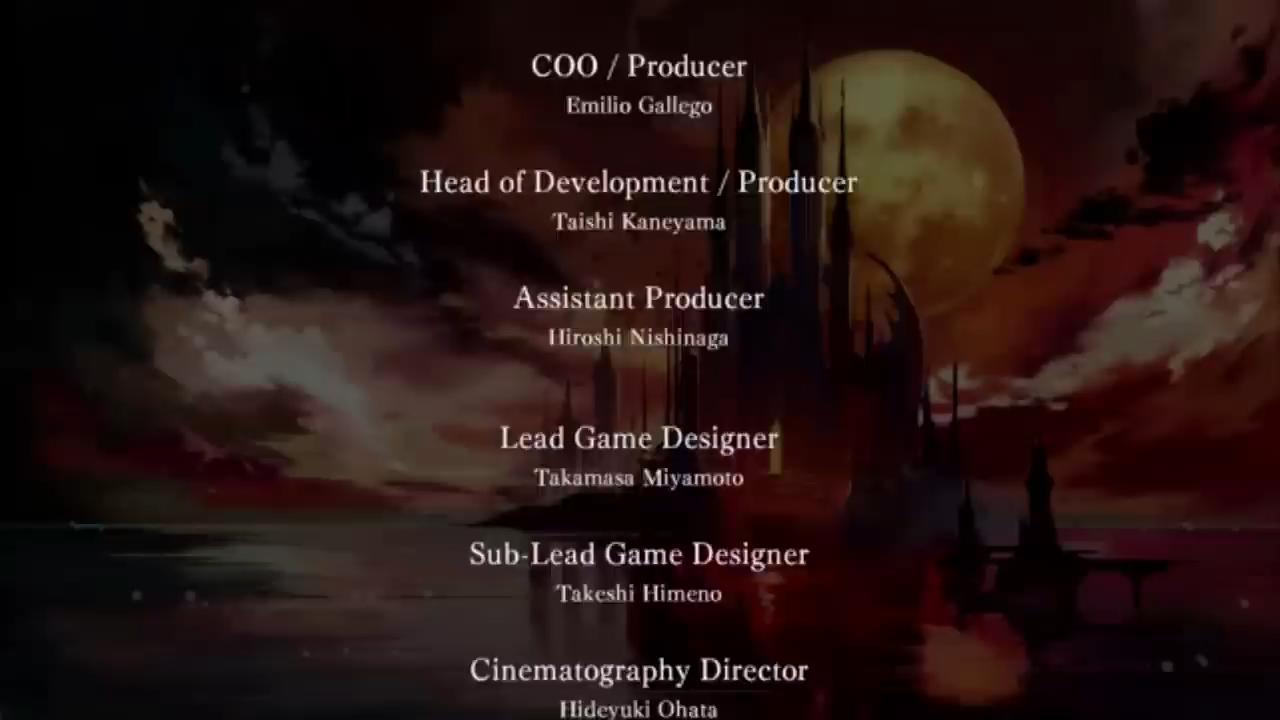 COO / Producer
Emilio Gallego
Head of Development / Producer
Taishi Kaneyama
Assistant Producer
Hiroshi Nishinaga
Lead Game Designer
Takamasa Miyamoto
Sub-Lead Game Designer
Takeshi Himeno
Cinematography Director
Hideyuki Ohata